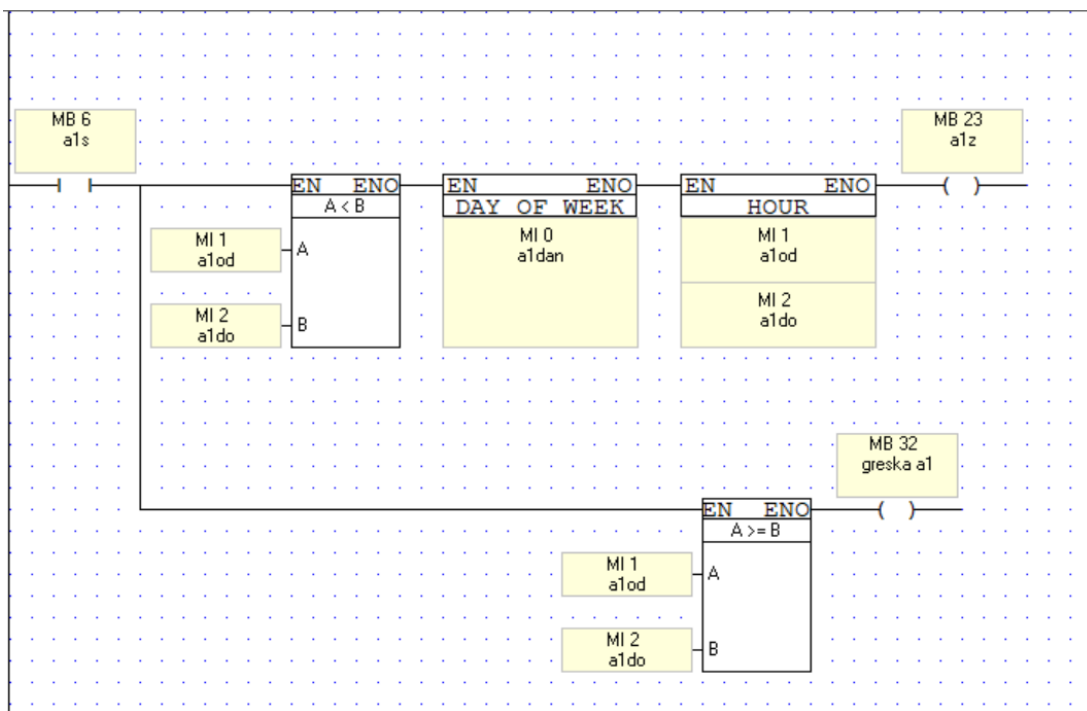 MB 6
a1s
MB 23
a1z
EN ENO
A < B
MI 1
a1od
A
MI 2
a1do
B
EN ENO
DAY OF WEEK
MI 0
a1dan
EN ENO
HOUR
MI 1
a1od
MI 2
a1do
MB 32
greska a1
EN ENO
A >= B
MI 1
a1od
A
MI 2
a1do
B